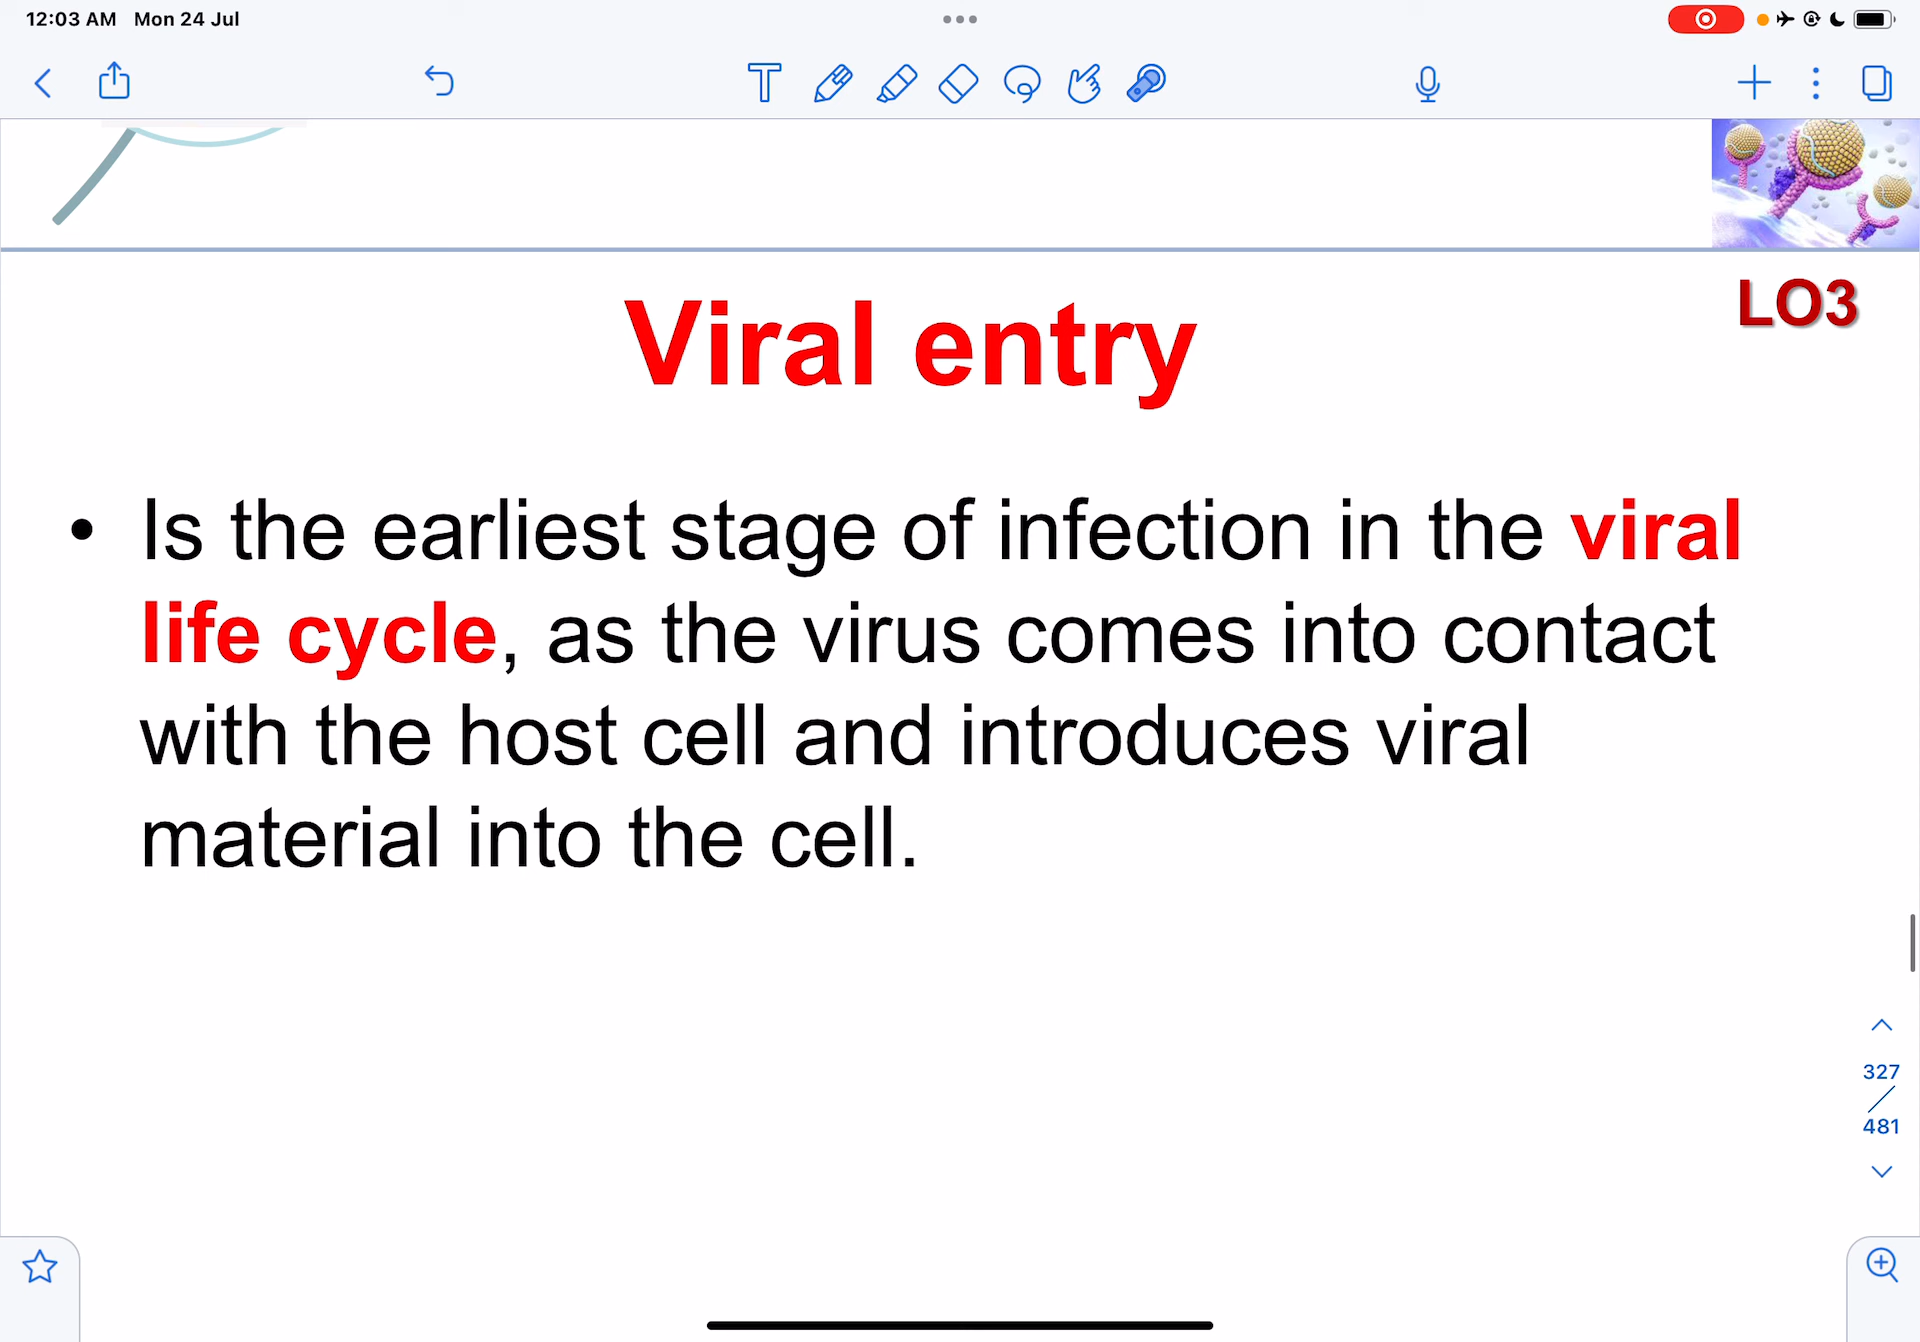 12:03 AM Mon 24 Jul
LO3
Viral entry
• Is the earliest stage of infection in the viral
life cycle, as the virus comes into contact
with the host cell and introduces viral
material into the cell.
327
/
481